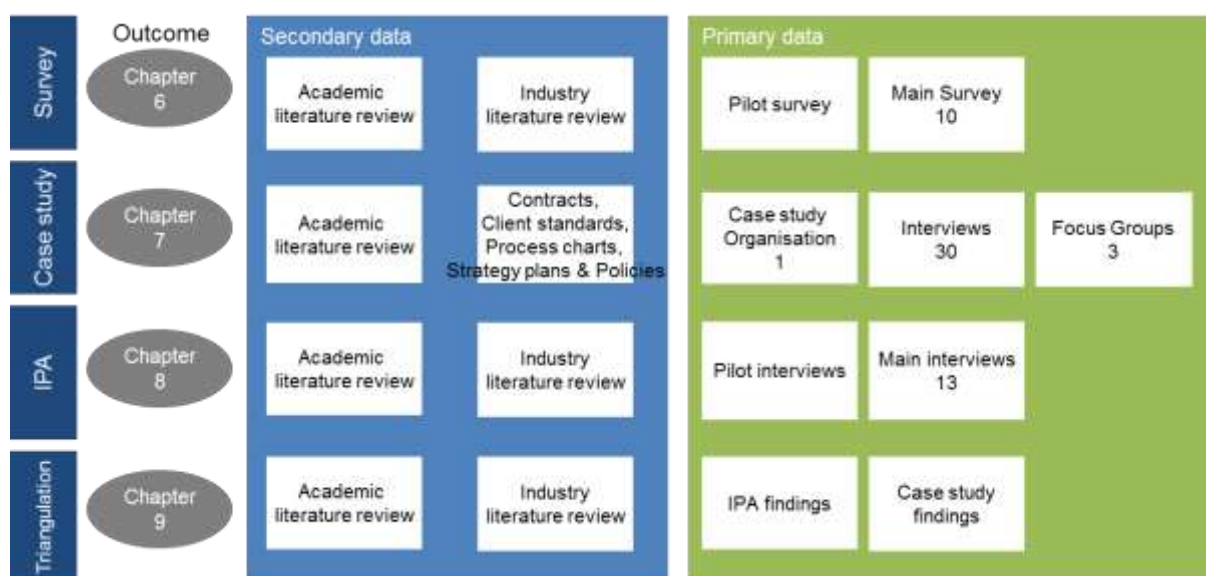 Outcome
Secondary data
Primary data
Survey
Chapter
6
Academic
literature review
Industry
literature review
Pilot survey
Main Survey
10
Case study
Chapter
7
Academic
literature review
Contracts,
Client standards,
Process charts,
Strategy plans & Policies
Case study
Organisation
1
Interviews
30
Focus Groups
3
IPA
Chapter
8
Academic
literature review
Industry
literature review
Pilot interviews
Main interviews
13
Triangulation
Chapter
9
Academic
literature review
Industry
literature review
IPA findings
Case study
findings